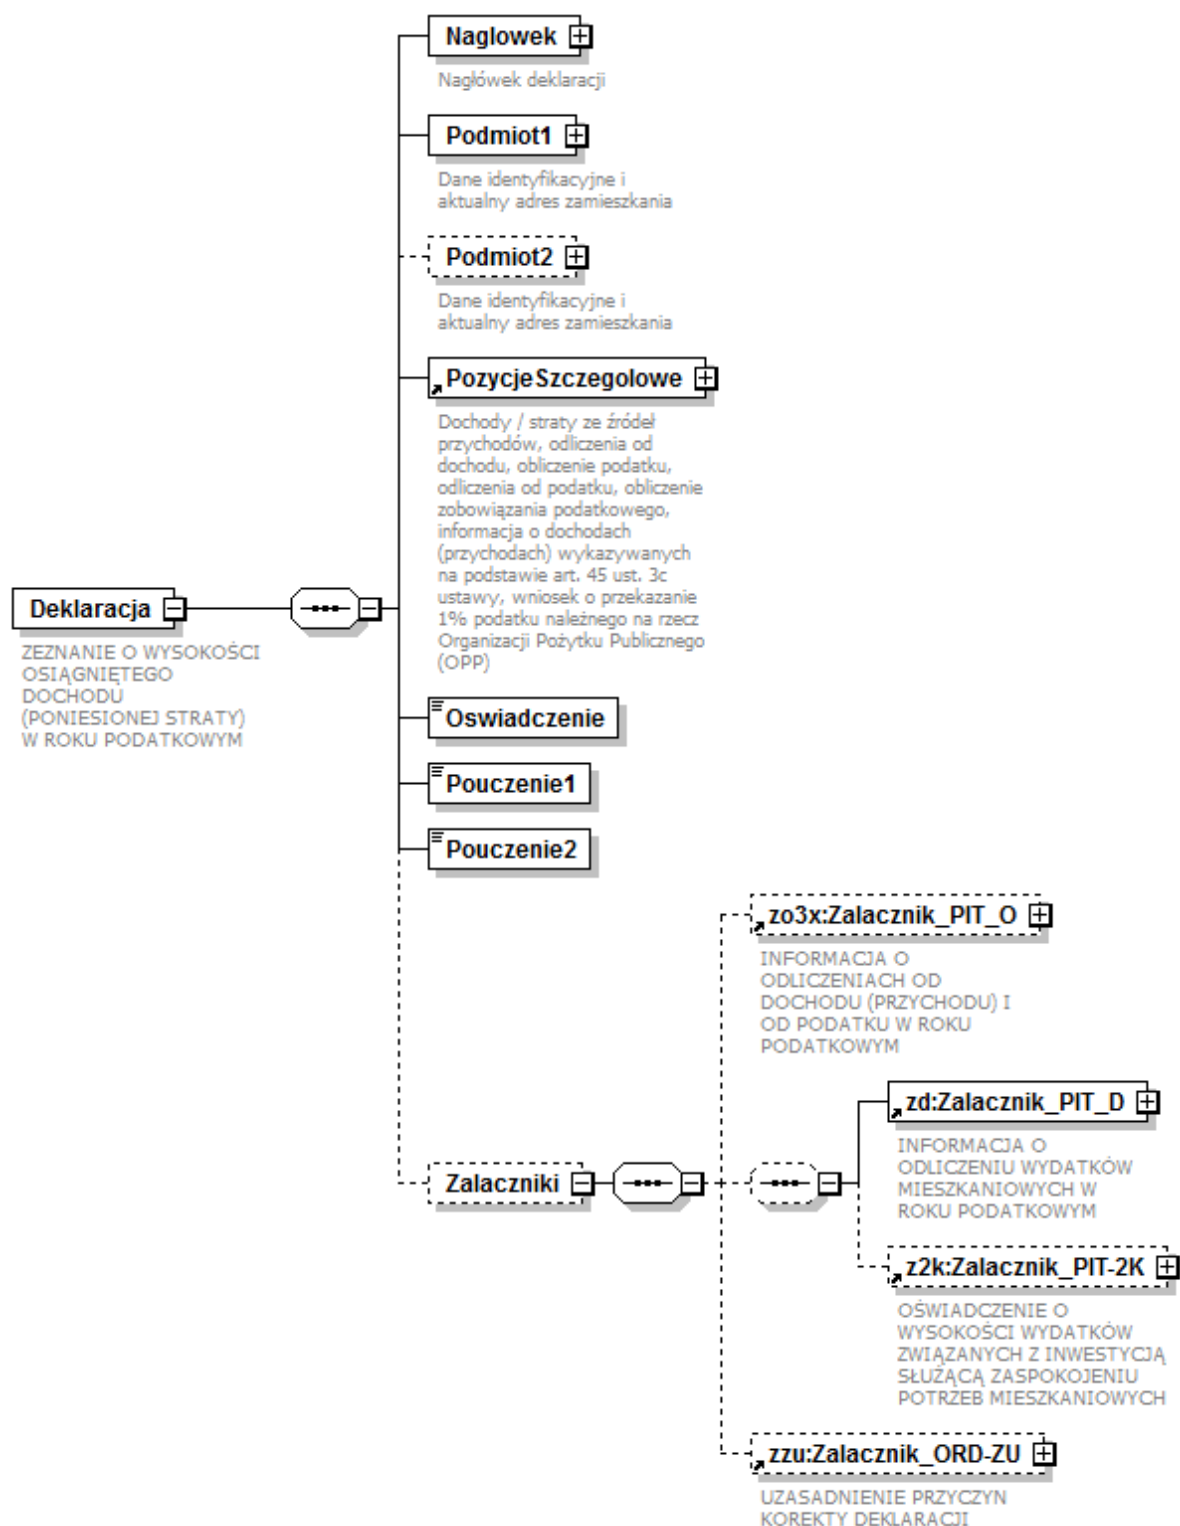 Naglowek
Nagłówek deklaracji
Podmiot1
Dane identyfikacyjne i
aktualny adres zamieszkania
Podmiot2
Dane identyfikacyjne i
aktualny adres zamieszkania
PozycjeSzczegolowe
Dochody / straty ze źródeł
przychodów, odliczenia od
dochodu, obliczenie podatku,
odliczenia od podatku, obliczenie
zobowiązania podatkowego,
informacja o dochodach
(przychodach) wykazywanych
na podstawie art. 45 ust. 3c
ustawy, wniosek o przekazanie
1% podatku należnego na rzecz
Organizacji Pożytku Publicznego
(OPP)
Deklaracja
ZEZNANIE O WYSOKOŚCI
OSIĄGNIĘTEGO
DOCHODU
(PONIESIONEJ STRATY)
W ROKU PODATKOWYM
Oswiadczenie
Pouczenie1
Pouczenie2
Zalaczniki
zo3x:Zalacznik_PIT_O
INFORMACJA O
ODLICZENIACH OD
DOCHODU (PRZYCHODU) I
OD PODATKU W ROKU
PODATKOWYM
zd:Zalacznik_PIT_D
INFORMACJA O
ODLICZENIU WYDATKÓW
MIESZKANIOWYCH W
ROKU PODATKOWYM
z2k:Zalacznik_PIT-2K
OŚWIADCZENIE O
WYSOKOŚCI WYDATKÓW
ZWIĄZANYCH Z INWESTYCJĄ
SŁUŻĄCĄ ZASPOKOJENIU
POTRZEB MIESZKANIOWYCH
zzu:Zalacznik_ORD-ZU
UZASADNIENIE PRZYCZYN
KOREKTY DEKLARACJI